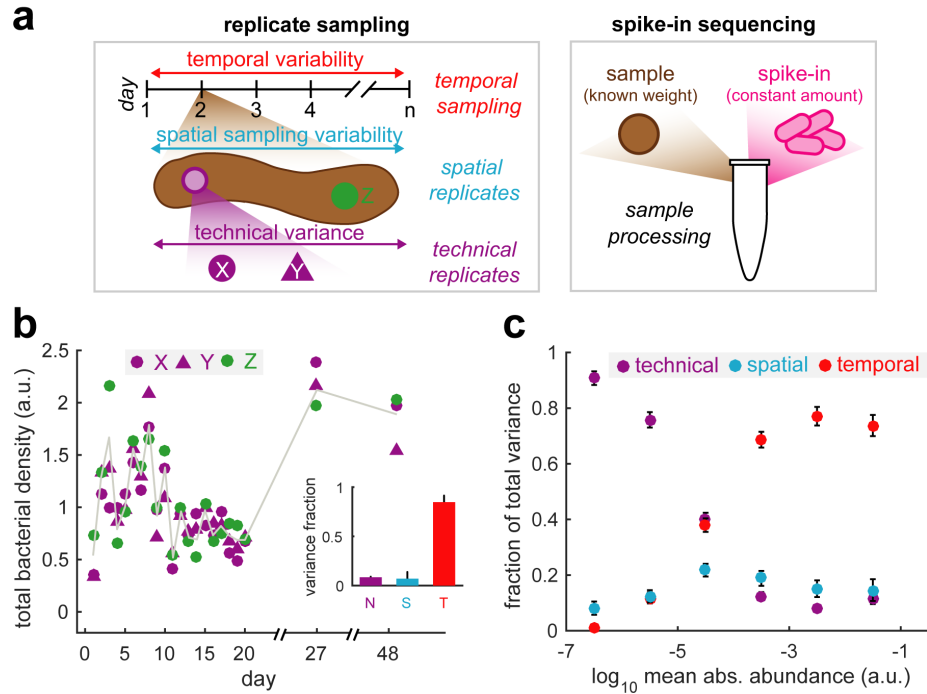 a
replicate sampling
spike-in sequencing
temporal variability
day
1 2 3 4 n
temporal
sampling
spatial sampling variability
Z
spatial
replicates
technical variance
X Y
technical
replicates
sample
(known weight)
spike-in
(constant amount)
sample
processing
b
X Y Z
total bacterial density (a.u.)
2.5
2
1.5
1
0.5
0
0 5 10 15 20 27 48
day
variance fraction
1
0
N S T
c
technical spatial temporal
fraction of total variance
1
0.8
0.6
0.4
0.2
0
-7 -5 -3 -1
log10 mean abs. abundance (a.u.)